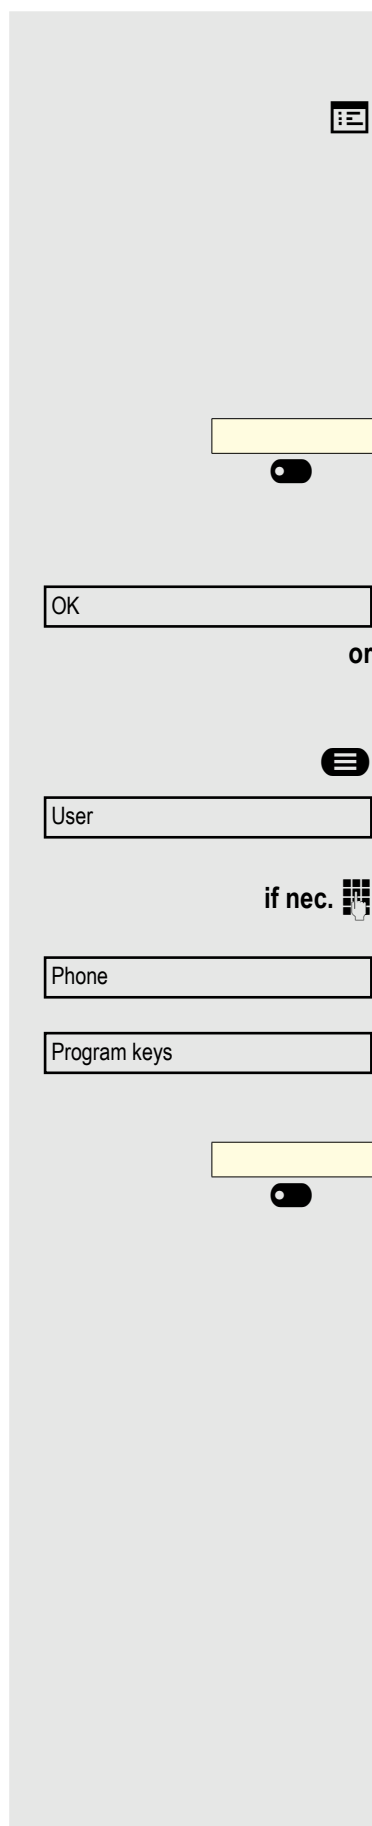 OK
or
User
if nec.
Phone
Program keys